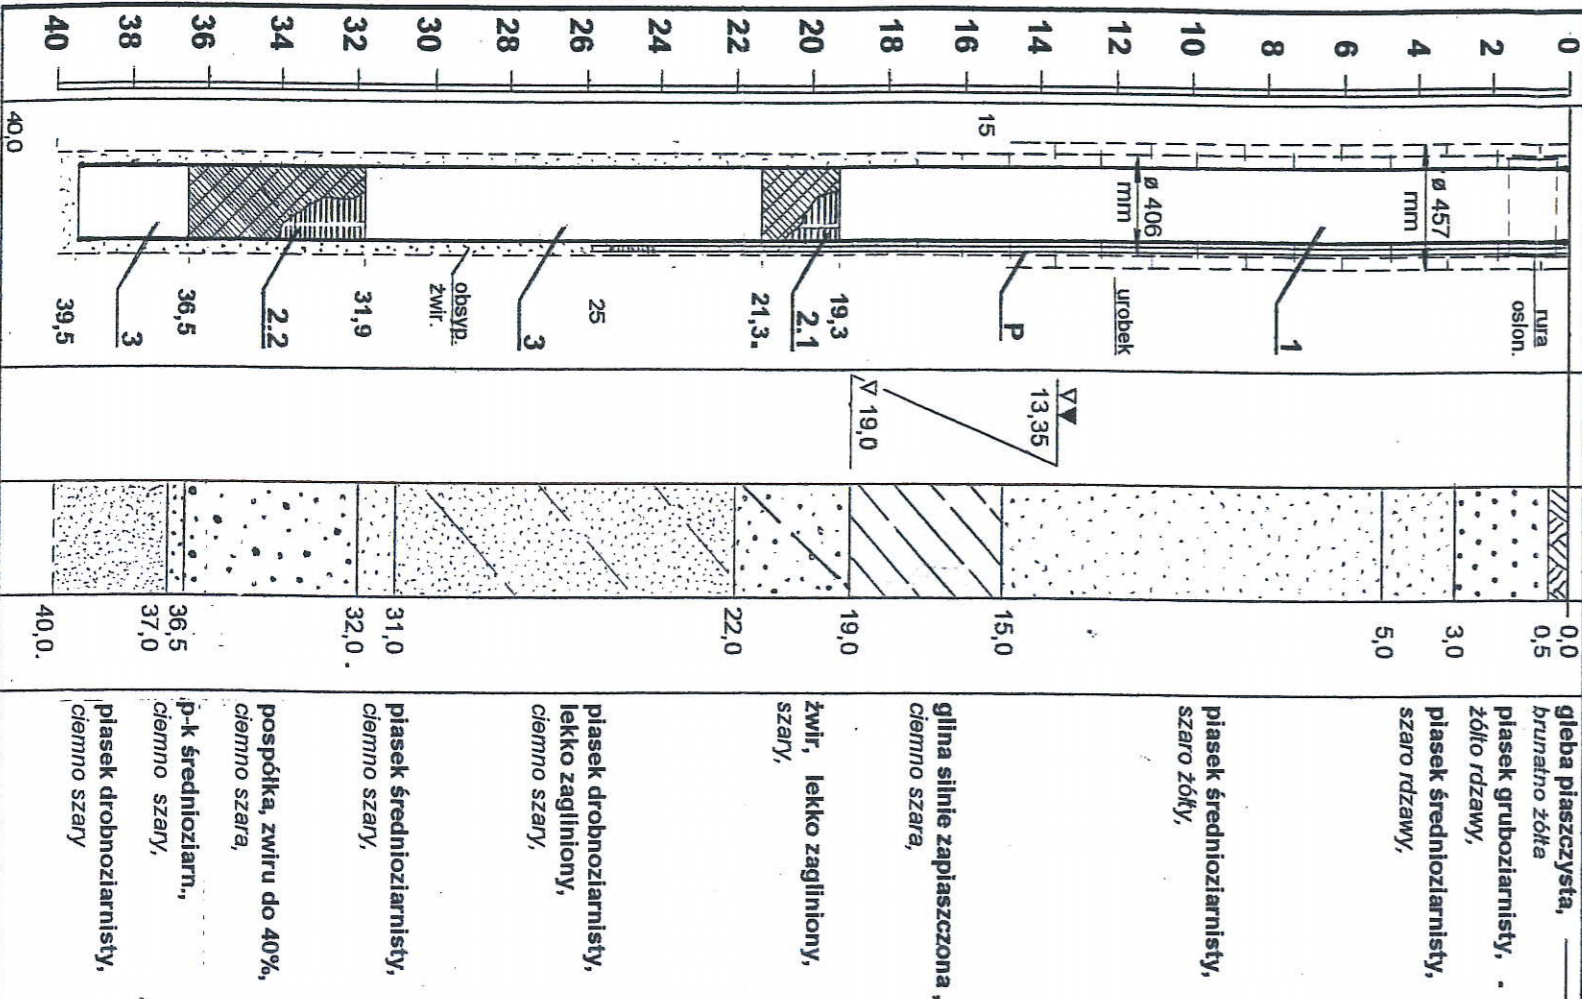 0
2
4
6
8
10
12
14
16
18
20
22
24
26
28
30
32
34
36
38
40
rura
osłon.
ø 457
mm
1
ø 406
mm
urobek
15
P
19,3
2.1
21,3
25
3
obsyp.
żwir.
31,9
2.2
36,5
3
39,5
40,0
13,35
19,0
0,0
0,5
3,0
5,0
15,0
19,0
22,0
31,0
32,0
36,5
37,0
40,0
gleba piaszczysta,
brunatno żółta
piasek gruboziarnisty,
żółto rdzawy,
piasek średnioziarnisty,
szaro rdzawy,
piasek średnioziarnisty,
szaro żółty,
glina silnie zapiaszczona,
ciemno szara,
żwir, lekko zagliniony,
szary,
piasek drobnoziarnisty,
lekko zagliniony,
ciemno szary,
piasek średnioziarnisty,
ciemno szary,
pospółka, zwiru do 40%,
ciemno szara,
p-k średnioziarn.,
ciemno szary,
piasek drobnoziarnisty,
ciemno szary